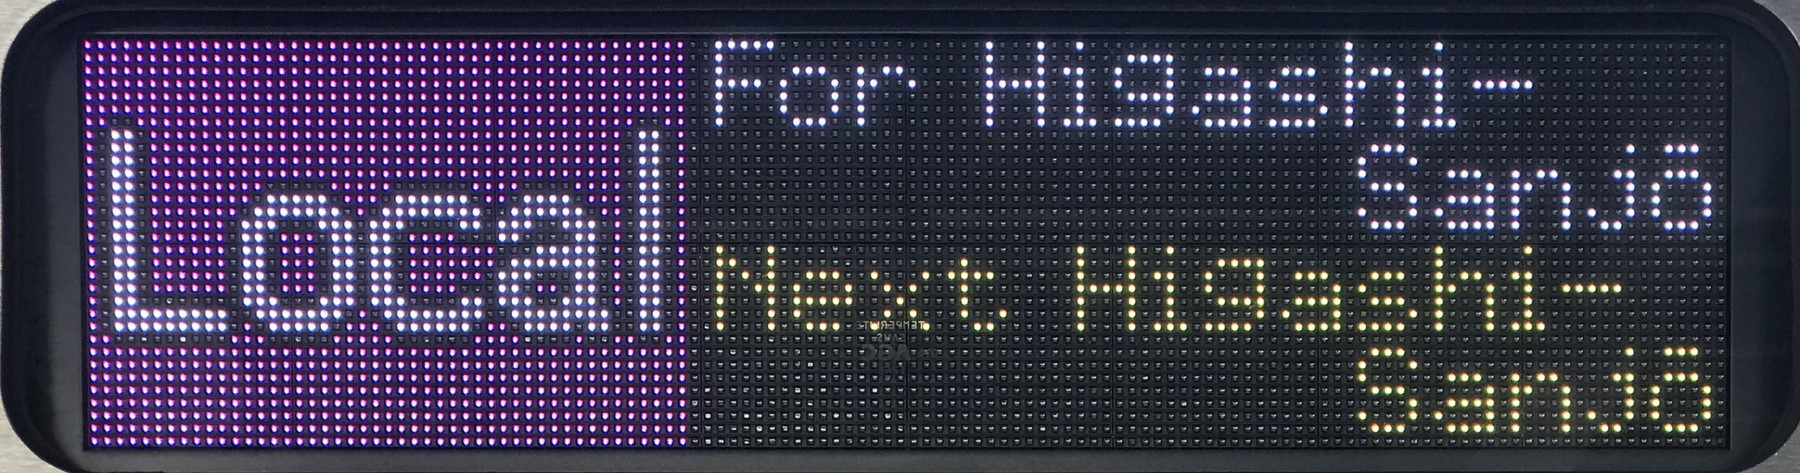 Local
For Higashi-
Sanjō
Next Higashi-
Sanjō